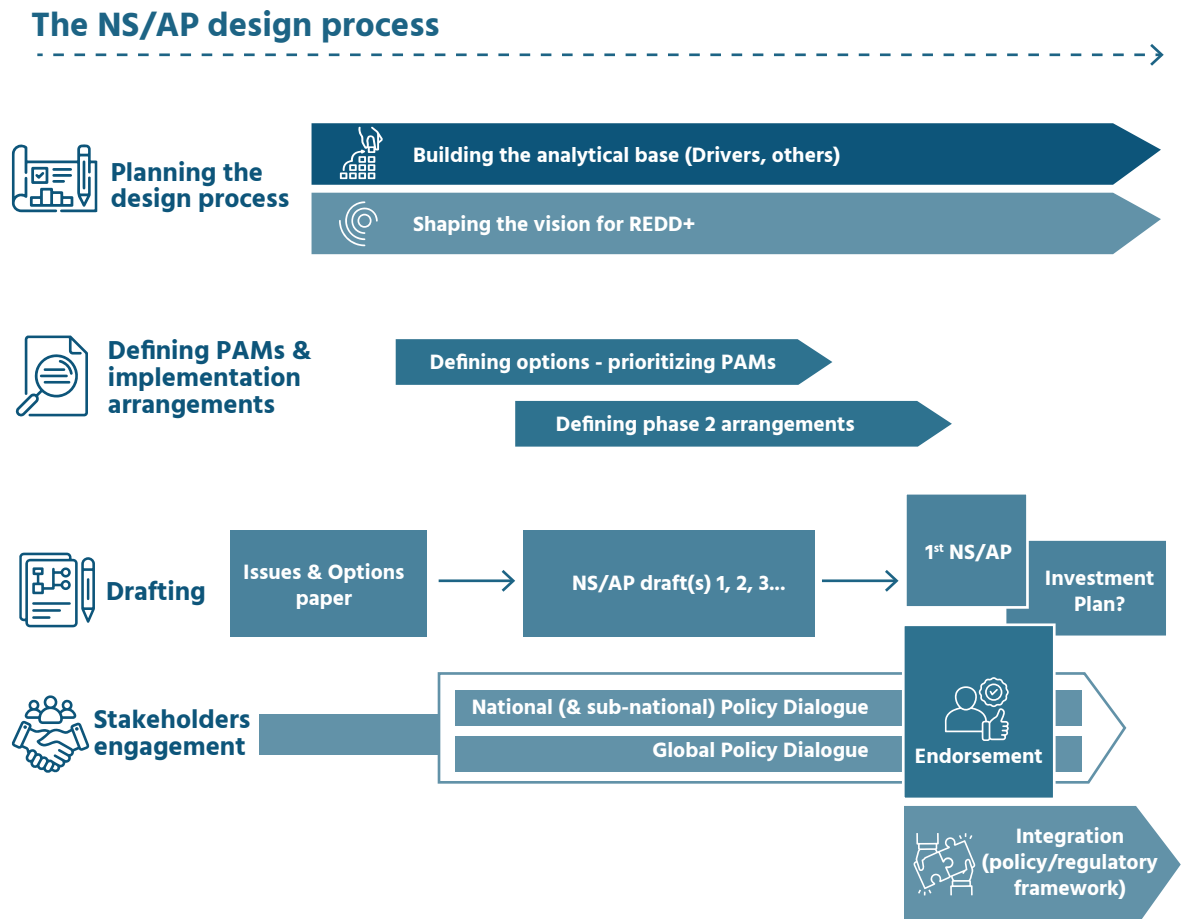 The NS/AP design process
Planning the
design process
Building the analytical base (Drivers, others)
Shaping the vision for REDD+
Defining PAMs &
implementation
arrangements
Defining options - prioritizing PAMs
Defining phase 2 arrangements
Drafting
Issues & Options
paper
NS/AP draft(s) 1, 2, 3...
1st NS/AP
Investment
Plan?
Stakeholders
engagement
National (& sub-national) Policy Dialogue
Global Policy Dialogue
Endorsement
Integration
(policy/regulatory
framework)